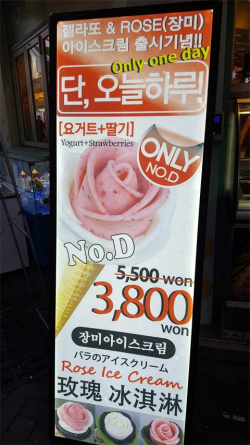 젤라또 & ROSE(장미)
아이스크림 출시기념!!
Only one day
단, 오늘하루!
[요거트+딸기]
Yogurt+Strawberries
ONLY
NO.D
No.D
5,500 won
3,800
won
장미아이스크림
バラのアイスクリーム
Rose Ice Cream
玫瑰 冰淇淋